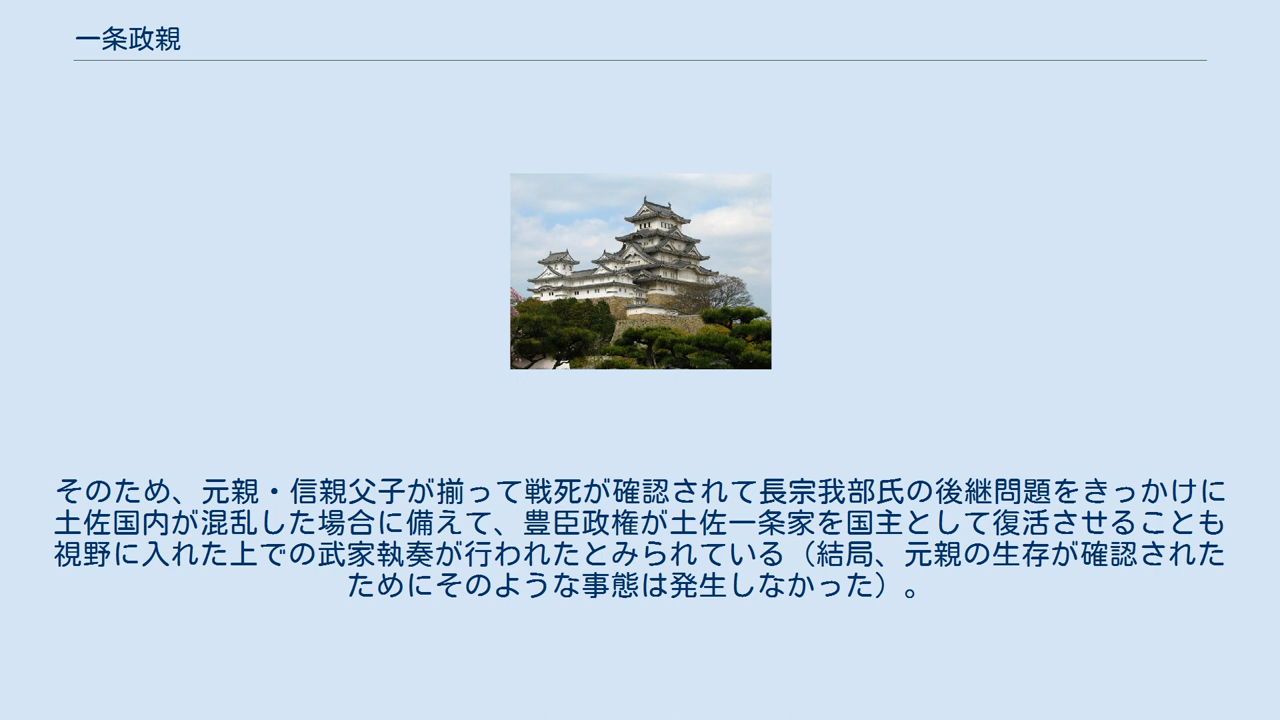 一条政親
そのため、元親・信親父子が揃って戦死が確認されて長宗我部氏の後継問題をきっかけに
土佐国内が混乱した場合に備えて、豊臣政権が土佐一条家を国主として復活させることも
視野に入れた上での武家執奏が行われたとみられている（結局、元親の生存が確認された
ためにそのような事態は発生しなかった）。